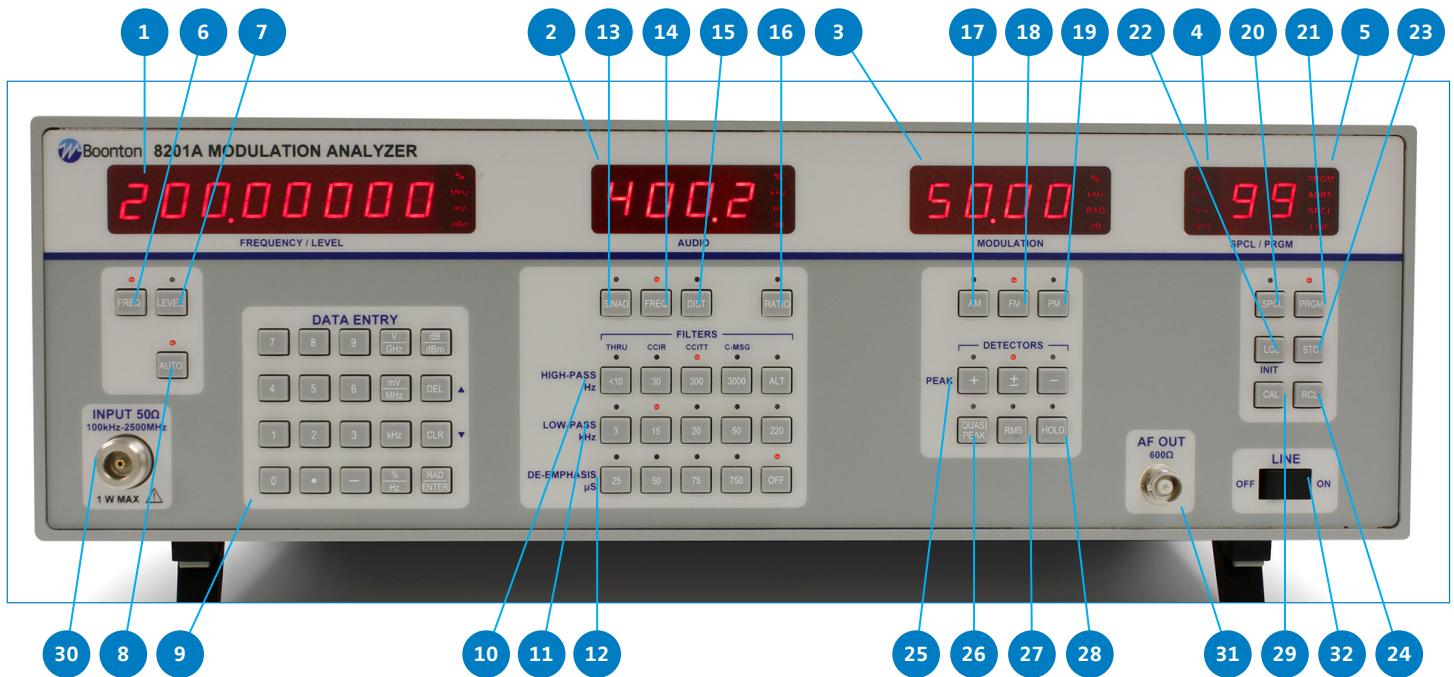 1 6 7 2 13 14 15 16 3 17 18 19 22 4 20 21 5 23
Boonton 8201A MODULATION ANALYZER
200.00000 % MHz mV dBm
400.2 % kHz Hz
50.00 % kHz RAD dB
99 PRGM ADRS SPCL
FREQUENCY / LEVEL
AUDIO
MODULATION
SPCL / PRGM
FREQ LEVEL
AUTO
INPUT 50Ω
100kHz-2500MHz
1 W MAX
DATA ENTRY
7 8 9 V GHz dB dBm
4 5 6 mV MHz DEL
1 2 3 kHz CLR
0 • — % Hz RAD ENTER
SINAD FREQ DIST RATIO
FILTERS
THRU CCIR CCITT C-MSG
HIGH-PASS Hz <10 30 300 3000 ALT
LOW-PASS kHz 3 15 20 50 220
DE-EMPHASIS µS 25 50 75 750 OFF
AM FM PM
DETECTORS
PEAK + ± −
QUASI PEAK RMS HOLD
SPCL PRGM
LCL STO
INIT
CAL RCL
AF OUT
600Ω
LINE
OFF ON
30 8 9 10 11 12 25 26 27 28 31 29 32 24